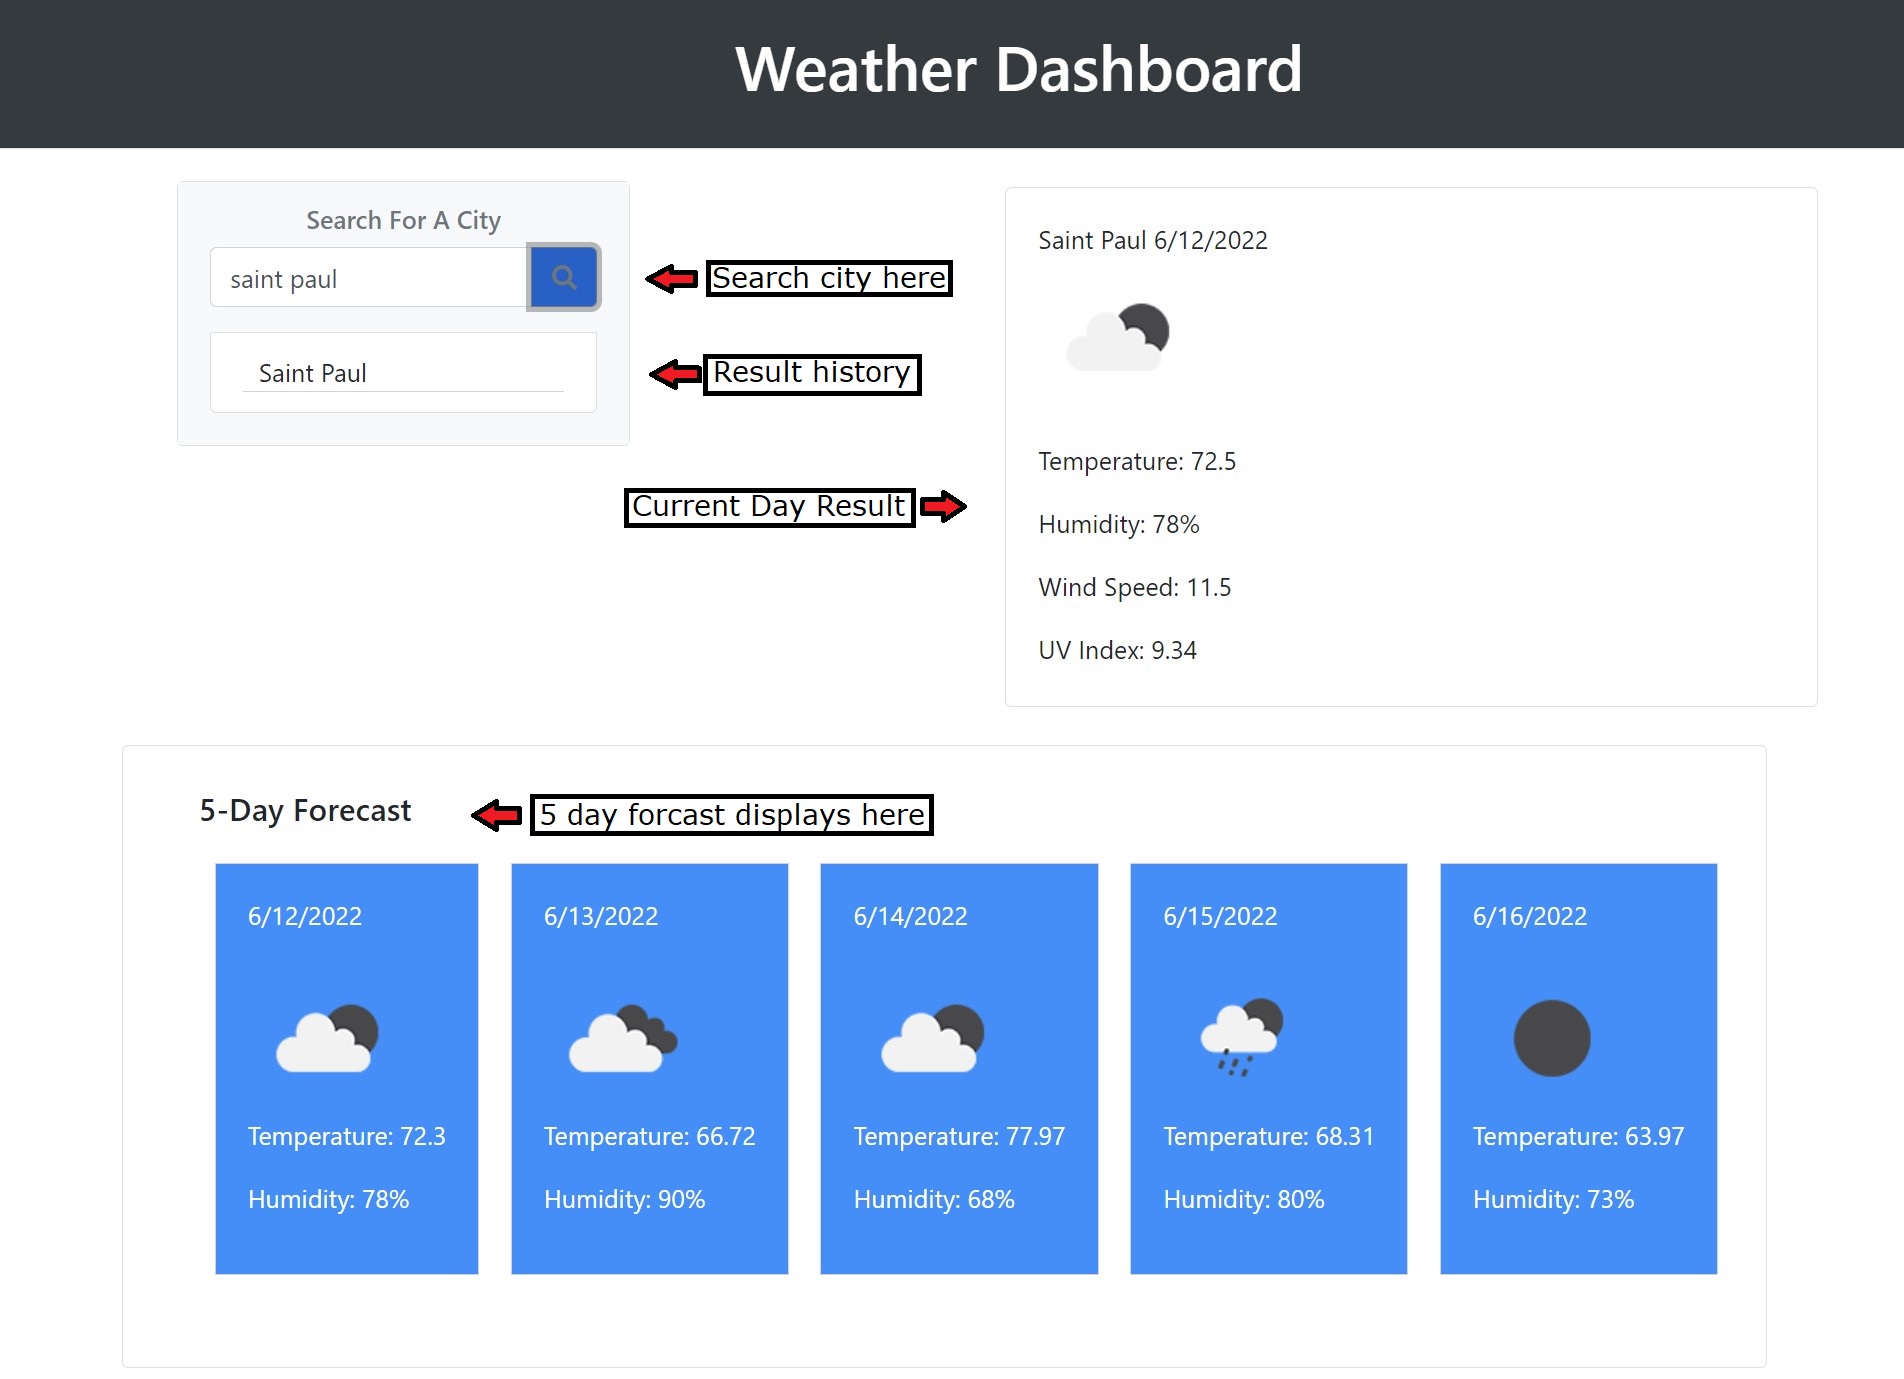 Weather Dashboard
Search For A City
saint paul
Search city here
Saint Paul
Result history
Current Day Result
Saint Paul 6/12/2022
Temperature: 72.5
Humidity: 78%
Wind Speed: 11.5
UV Index: 9.34
5-Day Forecast
5 day forcast displays here
6/12/2022
Temperature: 72.3
Humidity: 78%
6/13/2022
Temperature: 66.72
Humidity: 90%
6/14/2022
Temperature: 77.97
Humidity: 68%
6/15/2022
Temperature: 68.31
Humidity: 80%
6/16/2022
Temperature: 63.97
Humidity: 73%